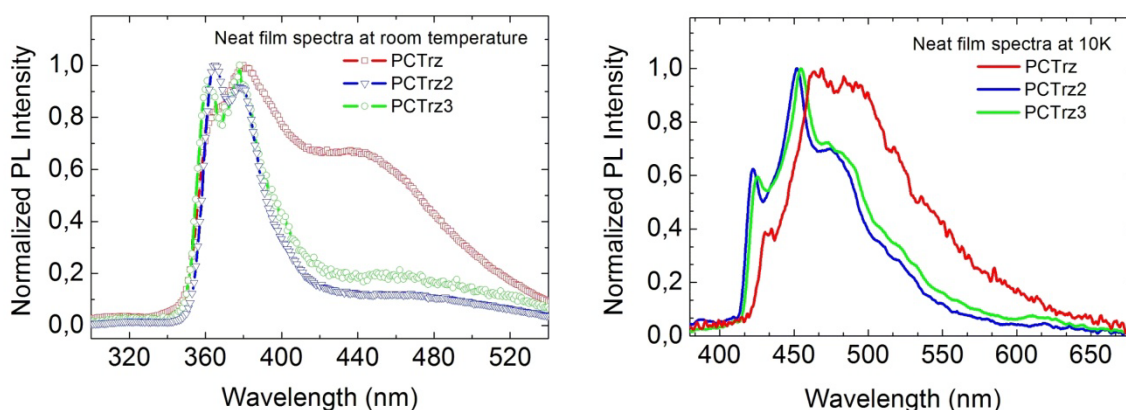 Neat film spectra at room temperature
PCTrz
PCTrz2
PCTrz3
Normalized PL Intensity
1,0
0,8
0,6
0,4
0,2
0,0
320
360
400
440
480
520
Wavelength (nm)
Neat film spectra at 10K
PCTrz
PCTrz2
PCTrz3
Normalized PL Intensity
1,0
0,8
0,6
0,4
0,2
0,0
400
450
500
550
600
650
Wavelength (nm)